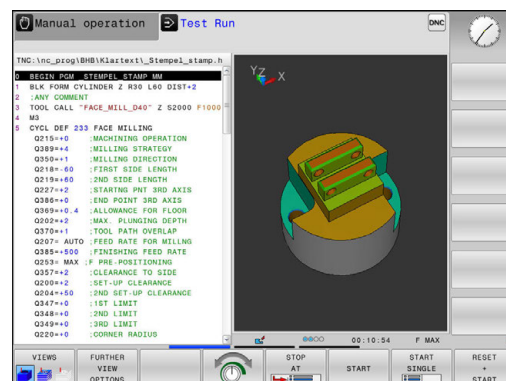 Manual operation
Test Run
DNC
TNC:\nc_prog\BHB\Klartext\_Stempel_stamp.h
0 BEGIN PGM _STEMPEL_STAMP MM
1 BLK FORM CYLINDER Z R30 L60 DIST+2
2 ;ANY COMMENT
3 TOOL CALL "FACE_MILL_D40" Z S2000 F1000
4 M3
5 CYCL DEF 233 FACE MILLING
Q215=+0 ;MACHINING OPERATION
Q389=+4 ;MILLING STRATEGY
Q350=+1 ;MILLING DIRECTION
Q218=-60 ;FIRST SIDE LENGTH
Q219=+60 ;2ND SIDE LENGTH
Q227=+2 ;STARTNG PNT 3RD AXIS
Q386=+0 ;END POINT 3RD AXIS
Q369=+0.4 ;ALLOWANCE FOR FLOOR
Q202=+2 ;MAX. PLUNGING DEPTH
Q370=+1 ;TOOL PATH OVERLAP
Q207= AUTO ;FEED RATE FOR MILLNG
Q385=+500 ;FINISHING FEED RATE
Q253= MAX ;F PRE-POSITIONING
Q357=+2 ;CLEARANCE TO SIDE
Q200=+2 ;SET-UP CLEARANCE
Q204=+50 ;2ND SET-UP CLEARANCE
Q347=+0 ;1ST LIMIT
Q348=+0 ;2ND LIMIT
Q349=+0 ;3RD LIMIT
Q220=+0 ;CORNER RADIUS
Y Z X
00:10:54 F MAX
VIEWS
FURTHER
VIEW
OPTIONS
STOP
AT
START
START
SINGLE
RESET
+
START